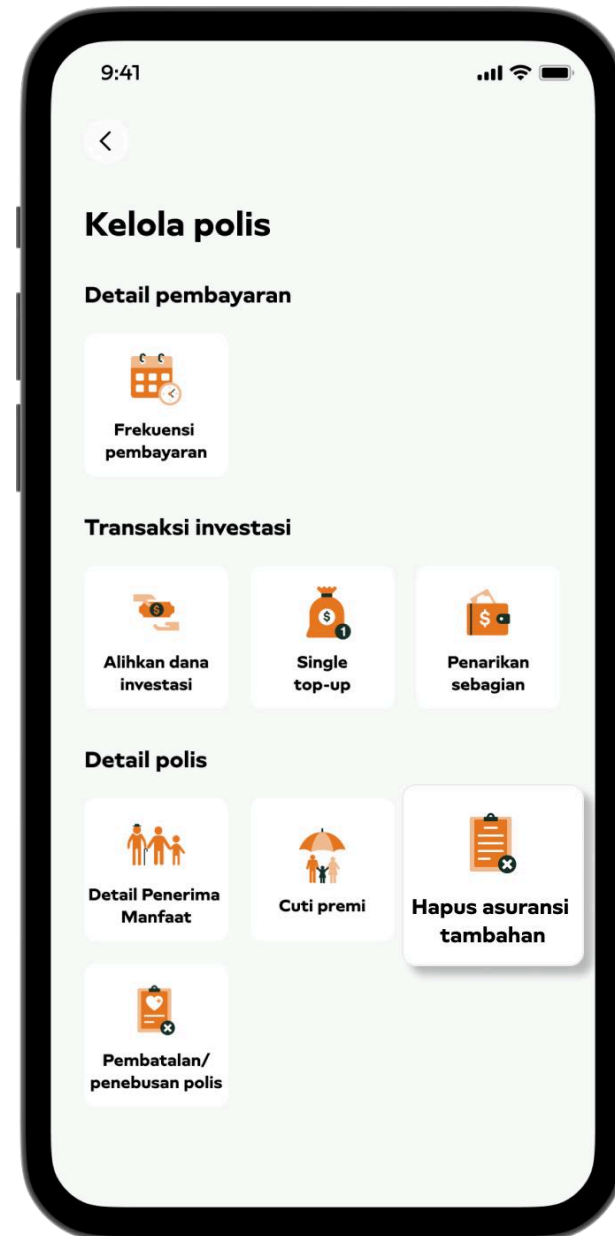 9:41
Kelola polis
Detail pembayaran
Frekuensi
pembayaran
Transaksi investasi
$
Alihkan dana
investasi
$
1
Single
top-up
$
Penarikan
sebagian
Detail polis
Detail Penerima
Manfaat
Cuti premi
Hapus asuransi
tambahan
Pembatalan/
penebusan polis